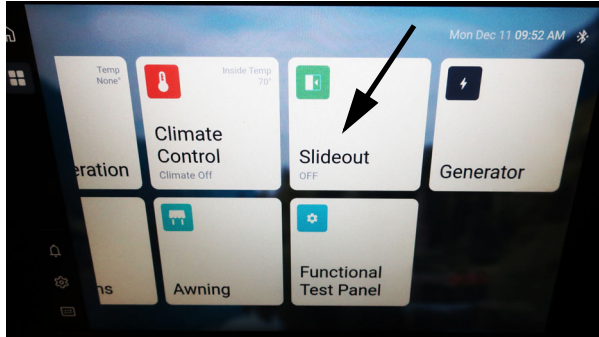 Mon Dec 11 09:52 AM
Temp
None°
eration
Inside Temp
70°
Climate
Control
Climate Off
Slideout
OFF
Generator
ns
Awning
Functional
Test Panel